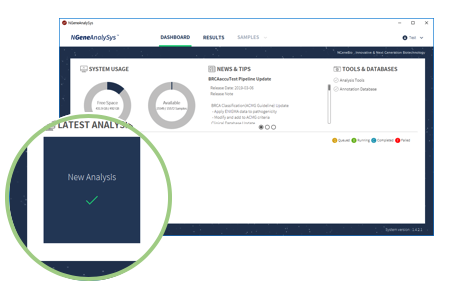 NGeneAnalySys
NGeneAnalySys™
DASHBOARD RESULTS SAMPLES
Test
NGeneBio : Innovative & Next Generation Biotechnology
SYSTEM USAGE
NEWS & TIPS
TOOLS & DATABASES
BRCAaccuTest Pipeline Update
Analysis Tools
Release Date: 2019-03-06
Free Space
Available
Release Note
Annotation Database
BRCA Classification(ACMG Guideline) Update
- Apply ENIGMA data to pathogenicity
- Modify and add to ACMG criteria
LATEST ANALYSIS
Queued Running Completed Failed
New Analysis
System version : 1.4.2.1